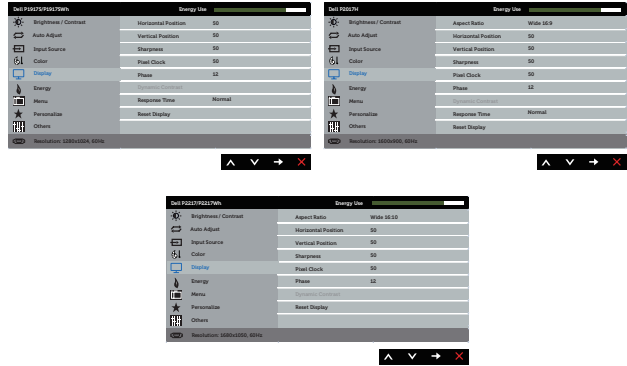 Dell P1917S/P1917SWh Energy Use
Brightness / Contrast Horizontal Position 50
Auto Adjust Vertical Position 50
Input Source Sharpness 50
Color Pixel Clock 50
Display Phase 12
Energy Dynamic Contrast
Menu Response Time Normal
Personalize Reset Display
Others
Resolution: 1280x1024, 60Hz
Dell P2017H Energy Use
Brightness / Contrast Aspect Ratio Wide 16:9
Auto Adjust Horizontal Position 50
Input Source Vertical Position 50
Color Sharpness 50
Display Pixel Clock 50
Energy Phase 12
Menu Dynamic Contrast
Personalize Response Time Normal
Others Reset Display
Resolution: 1600x900, 60Hz
Dell P2217/P2217Wh Energy Use
Brightness / Contrast Aspect Ratio Wide 16:10
Auto Adjust Horizontal Position 50
Input Source Vertical Position 50
Color Sharpness 50
Display Pixel Clock 50
Energy Phase 12
Menu Dynamic Contrast
Personalize Reset Display
Others
Resolution: 1680x1050, 60Hz